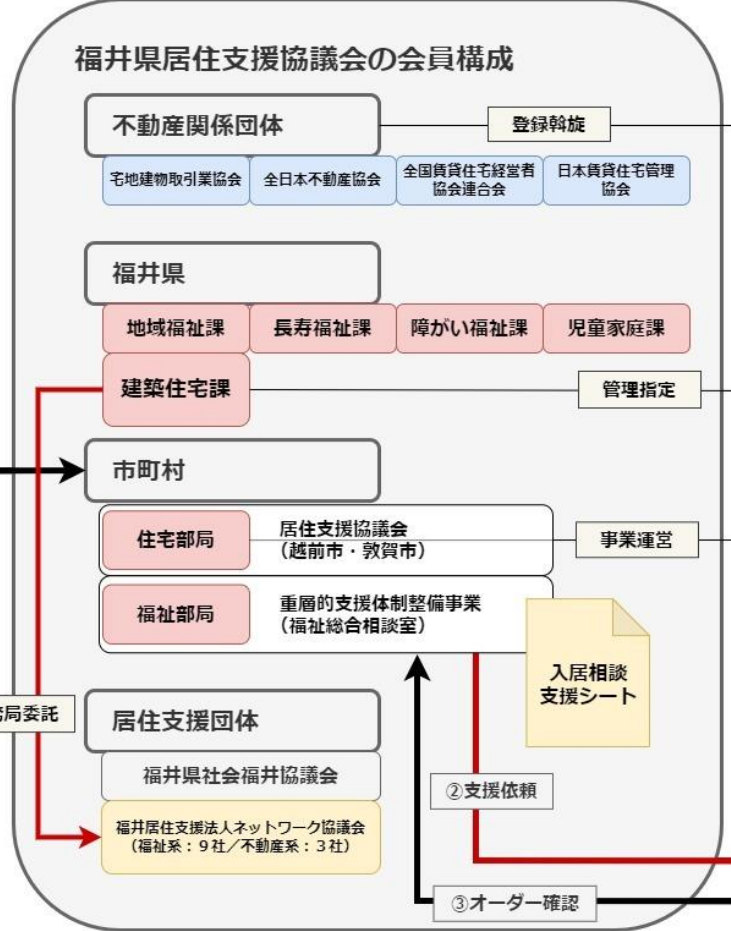 福井県居住支援協議会の会員構成
不動産関係団体
登録斡旋
宅地建物取引業協会
全日本不動産協会
全国賃貸住宅経営者
協会連合会
日本賃貸住宅管理
協会
福井県
地域福祉課
長寿福祉課
障がい福祉課
児童家庭課
建築住宅課
管理指定
市町村
住宅部局
居住支援協議会
(越前市・敦賀市)
事業運営
福祉部局
重層的支援体制整備事業
(福祉総合相談室)
入居相談
支援シート
局委託
居住支援団体
福井県社会福井協議会
②支援依頼
福井居住支援法人ネットワーク協議会
(福祉系：９社／不動産系：３社)
③オーダー確認